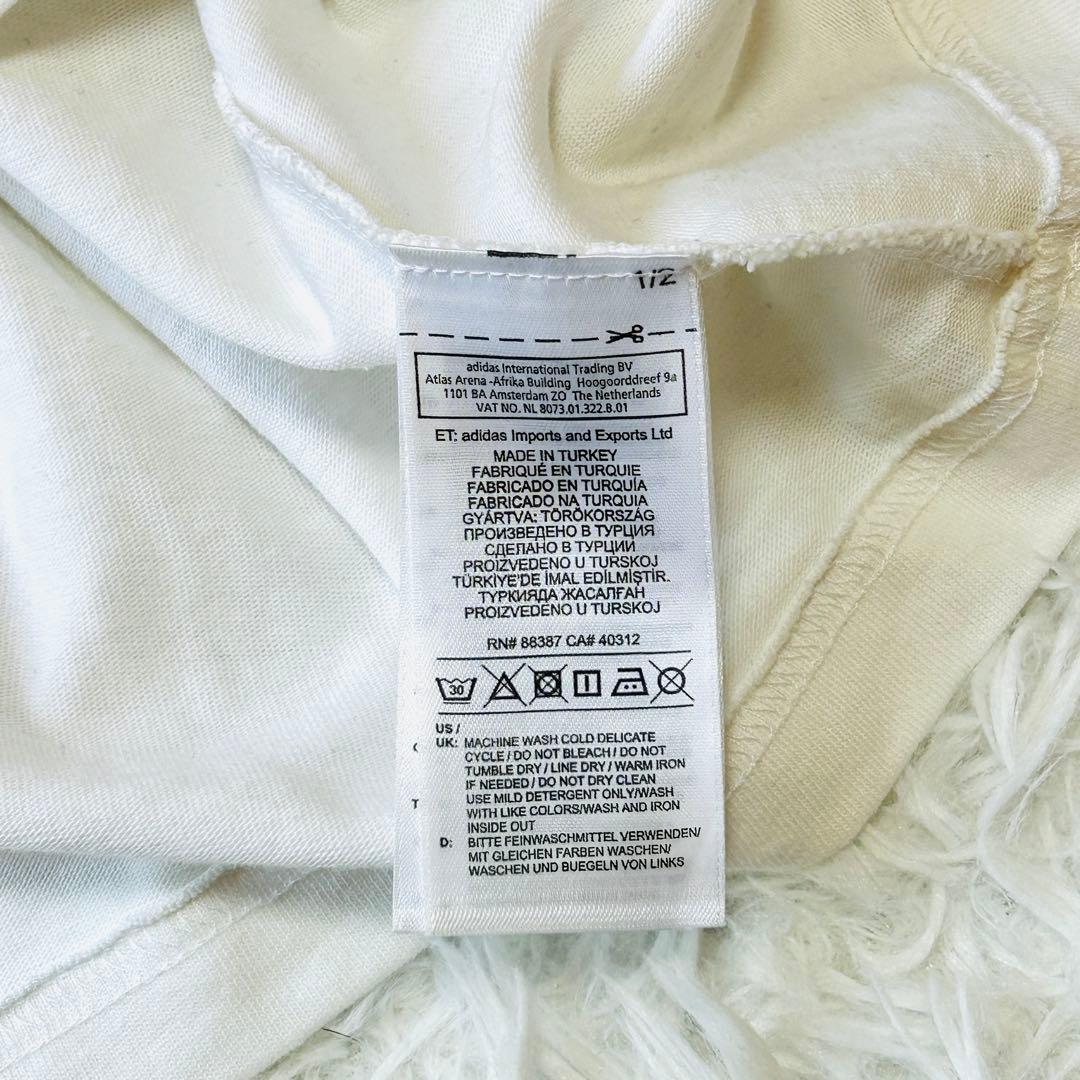 1/2
adidas International Trading BV
Atlas Arena -Afrika Building Hoogoorddreef 9a
1101 BA Amsterdam ZO The Netherlands
VAT NO. NL 8073.01.322.B.01
ET: adidas Imports and Exports Ltd
MADE IN TURKEY
FABRIQUÉ EN TURQUIE
FABRICADO EN TURQUÍA
FABRICADO NA TURQUIA
GYÁRTVA: TÖRÖKORSZÁG
ПРОИЗВЕДЕНО В ТУРЦИЯ
СДЕЛАНО В ТУРЦИИ
PROIZVEDENO U TURSKOJ
TÜRKİYE'DE İMAL EDİLMİŞTİR.
ТУРКИЯДА ЖАСАЛҒАН
PROIZVEDENO U TURSKOJ
RN# 88387 CA# 40312
30
US /
UK: MACHINE WASH COLD DELICATE
CYCLE / DO NOT BLEACH / DO NOT
TUMBLE DRY / LINE DRY / WARM IRON
IF NEEDED / DO NOT DRY CLEAN
USE MILD DETERGENT ONLY/WASH
WITH LIKE COLORS/WASH AND IRON
INSIDE OUT
D: BITTE FEINWASCHMITTEL VERWENDEN/
MIT GLEICHEN FARBEN WASCHEN/
WASCHEN UND BUEGELN VON LINKS